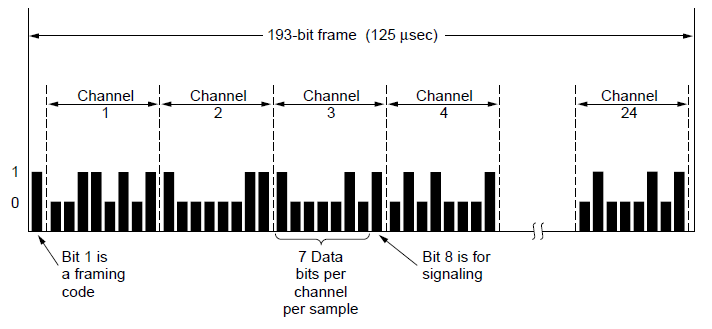 193-bit frame (125 μsec)
Channel
1
Channel
2
Channel
3
Channel
4
Channel
24
1
0
Bit 1 is
a framing
code
7 Data
bits per
channel
per sample
Bit 8 is for
signaling